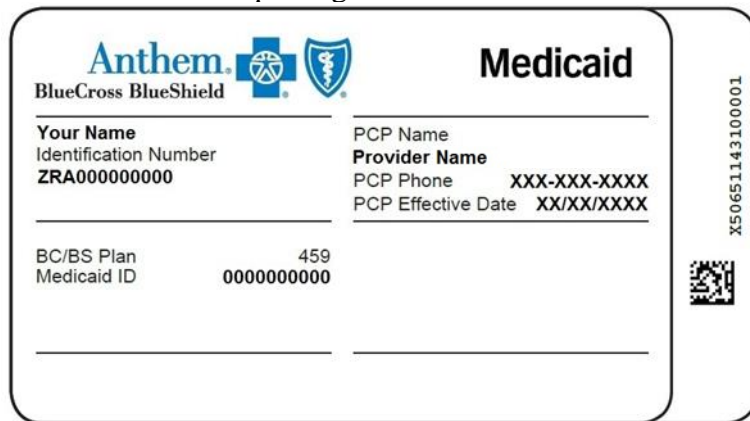 Anthem.
BlueCross BlueShield
Medicaid
Your Name
Identification Number
ZRA000000000
PCP Name
Provider Name
PCP Phone XXX-XXX-XXXX
PCP Effective Date XX/XX/XXXX
BC/BS Plan 459
Medicaid ID 0000000000
X50651143100001